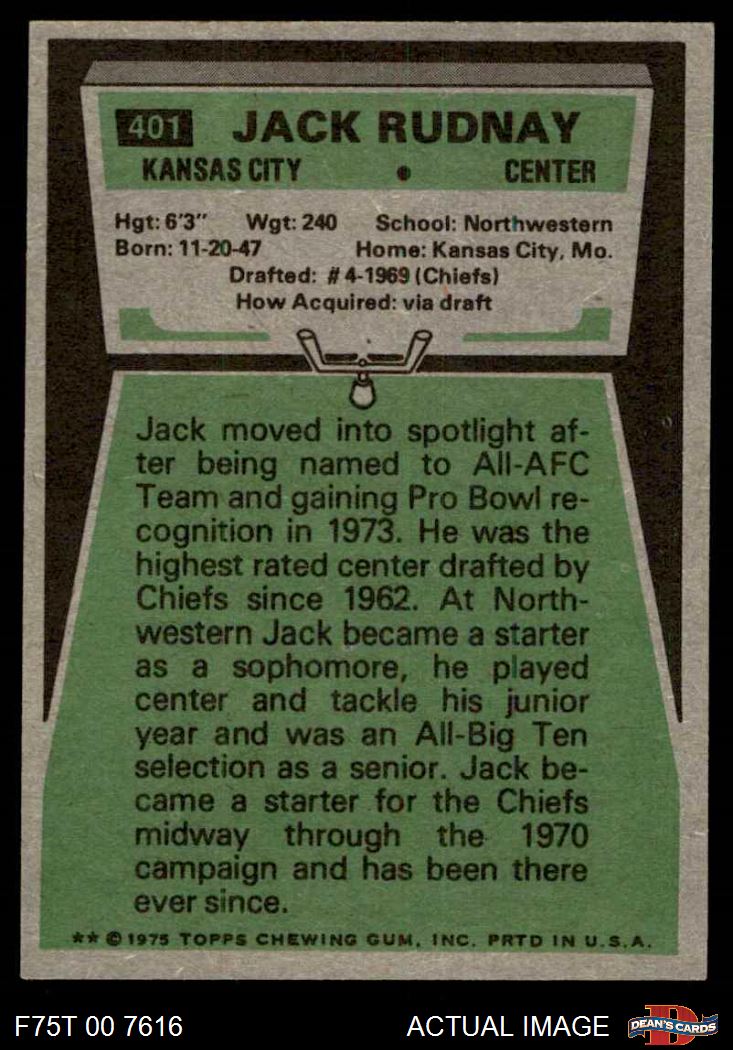 401 JACK RUDNAY
KANSAS CITY • CENTER
Hgt: 6'3" Wgt: 240 School: Northwestern
Born: 11-20-47 Home: Kansas City, Mo.
Drafted: #4-1969 (Chiefs)
How Acquired: via draft
Jack moved into spotlight af-
ter being named to All-AFC
Team and gaining Pro Bowl re-
cognition in 1973. He was the
highest rated center drafted by
Chiefs since 1962. At North-
western Jack became a starter
as a sophomore, he played
center and tackle his junior
year and was an All-Big Ten
selection as a senior. Jack be-
came a starter for the Chiefs
midway through the 1970
campaign and has been there
ever since.
** © 1975 TOPPS CHEWING GUM, INC. PRTD IN U.S.A.
F75T 00 7616 ACTUAL IMAGE D DEAN'S CARDS